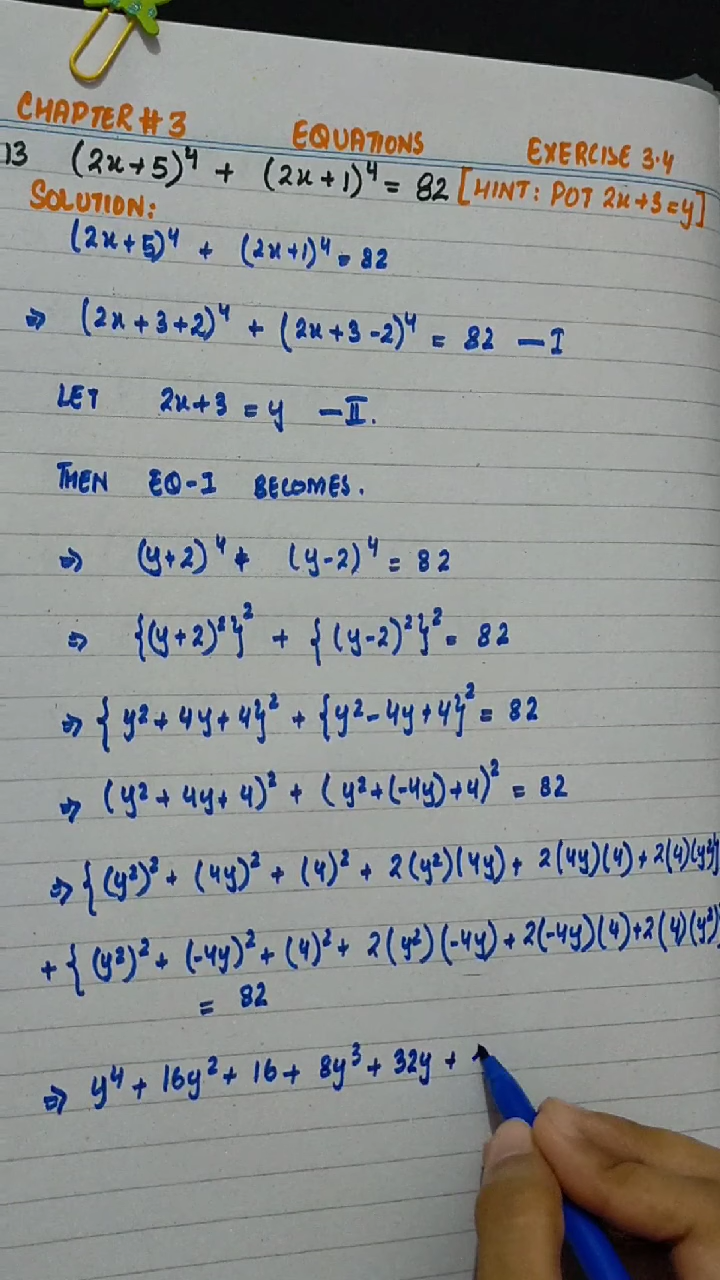 CHAPTER # 3 EQUATIONS EXERCISE 3.4
13 (2x+5)⁴ + (2x+1)⁴ = 82 [HINT: POT 2x+3=y]
SOLUTION:
(2x+5)⁴ + (2x+1)⁴ = 82
⇒ (2x+3+2)⁴ + (2x+3-2)⁴ = 82 —I
LET 2x+3 = y —II.
THEN EQ-I BECOMES.
⇒ (y+2)⁴ + (y-2)⁴ = 82
⇒ {(y+2)²}² + {(y-2)²}² = 82
⇒ {y²+4y+4}² + {y²-4y+4}² = 82
⇒ (y²+4y+4)² + (y²+(-4y)+4)² = 82
⇒ {(y²)² + (4y)² + (4)² + 2(y²)(4y) + 2(4y)(4) + 2(4)(y²)}
+ {(y²)² + (-4y)² + (4)² + 2(y²)(-4y) + 2(-4y)(4) + 2(4)(y²)
= 82
⇒ y⁴ + 16y² + 16 + 8y³ + 32y +